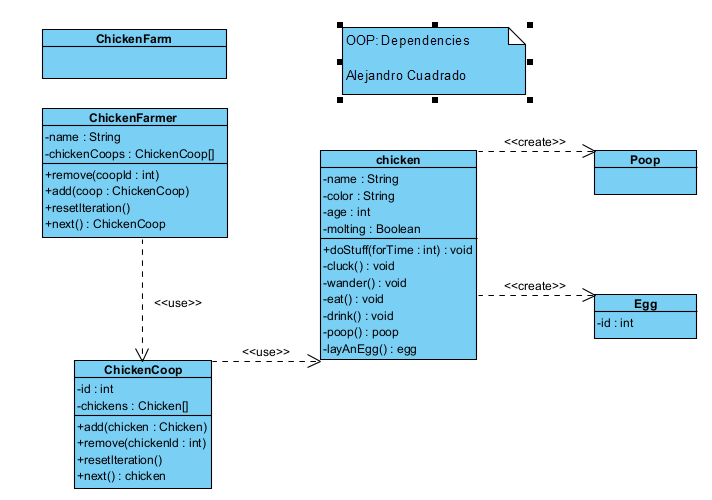 ChickenFarm
OOP: Dependencies
Alejandro Cuadrado
ChickenFarmer
-name : String
-chickenCoops : ChickenCoop[]
+remove(coopId : int)
+add(coop : ChickenCoop)
+resetIteration()
+next() : ChickenCoop
<<use>>
ChickenCoop
-id : int
-chickens : Chicken[]
+add(chicken : Chicken)
+remove(chickenId : int)
+resetIteration()
+next() : chicken
<<use>>
chicken
-name : String
-color : String
-age : int
-molting : Boolean
+doStuff(forTime : int) : void
-cluck() : void
-wander() : void
-eat() : void
-drink() : void
-poop() : poop
-layAnEgg() : egg
<<create>>
Poop
<<create>>
Egg
-id : int